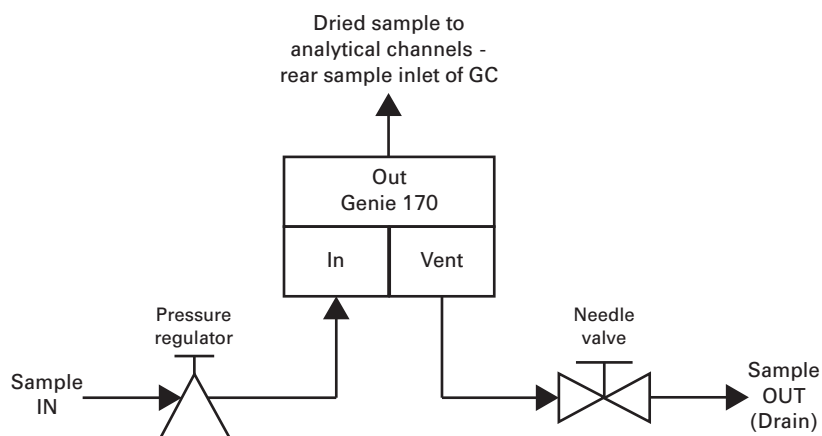 Dried sample to
analytical channels -
rear sample inlet of GC
Out
Genie 170
In
Vent
Pressure
regulator
Needle
valve
Sample
IN
Sample
OUT
(Drain)